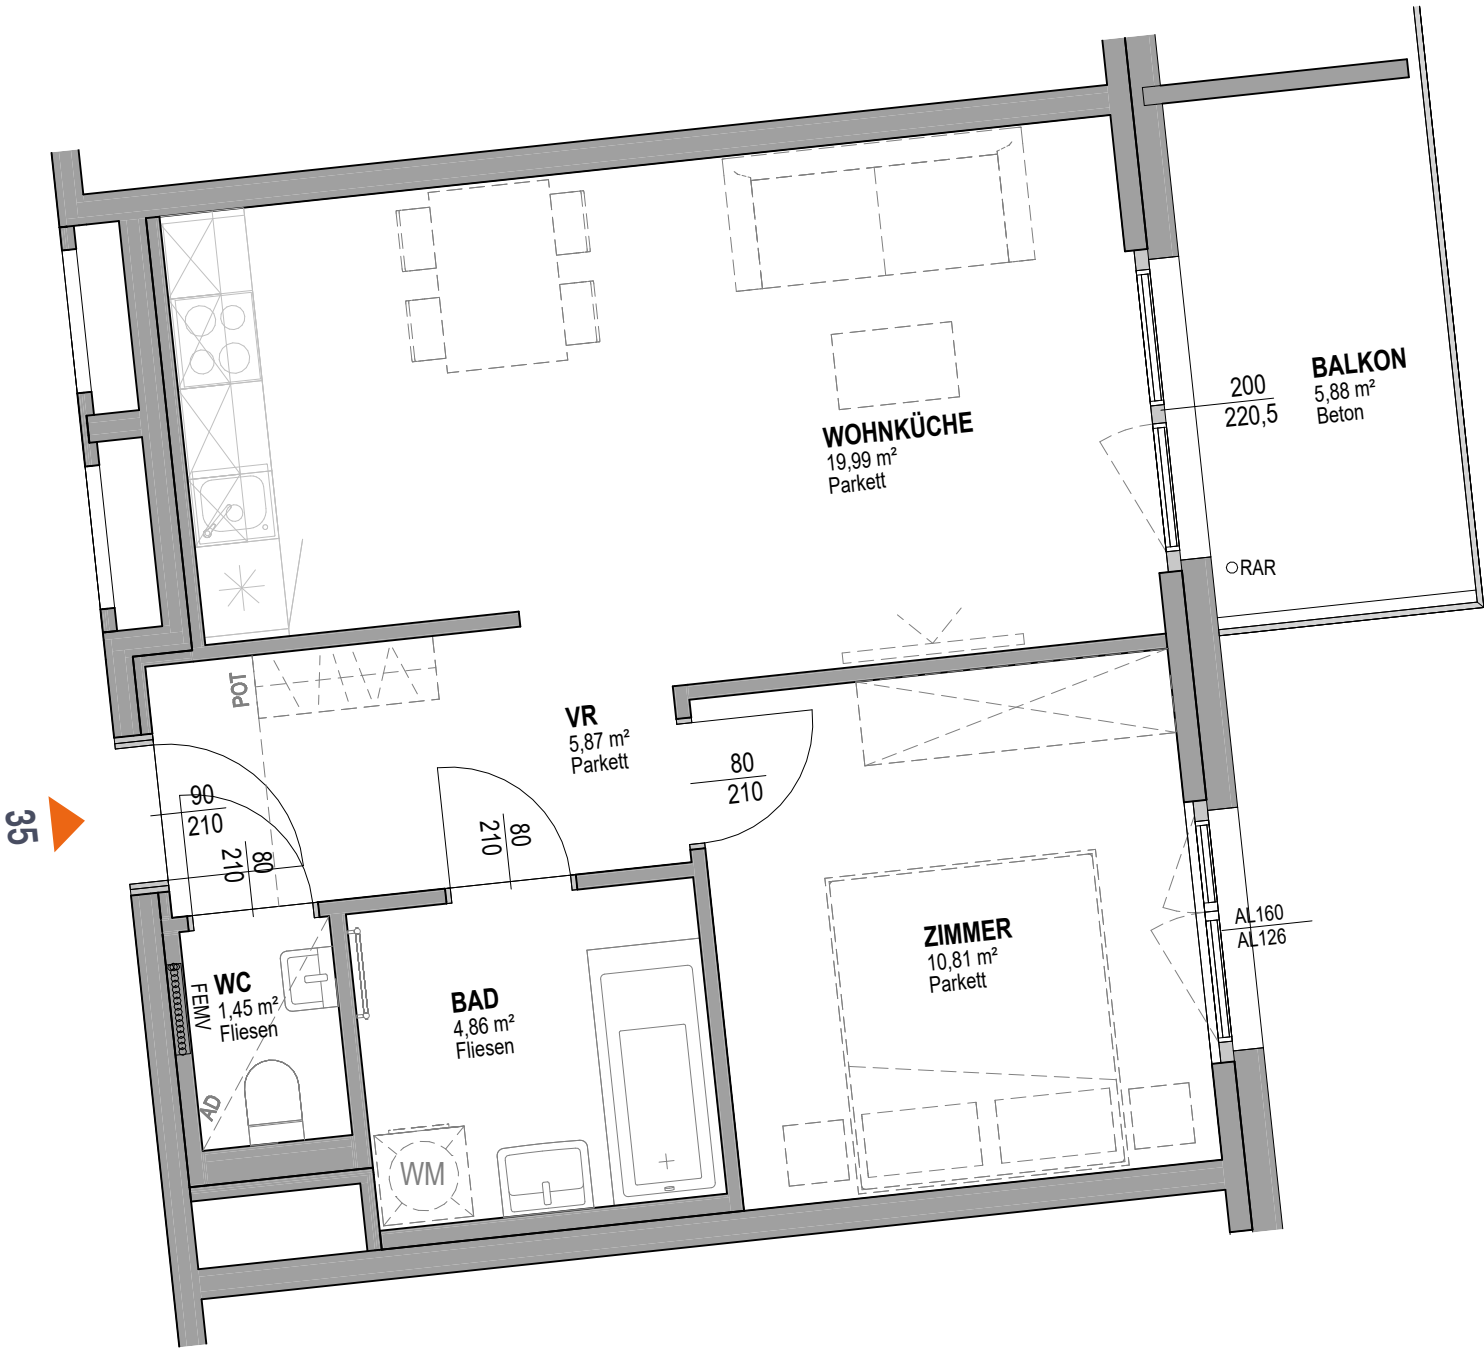 WOHNKÜCHE
19,99 m²
Parkett
200
220,5
BALKON
5,88 m²
Beton
RAR
POT
VR
5,87 m²
Parkett
80
210
90
210
80
210
80
210
35
WC
1,45 m²
Fliesen
FEMV
AD
BAD
4,86 m²
Fliesen
WM
ZIMMER
10,81 m²
Parkett
AL160
AL126